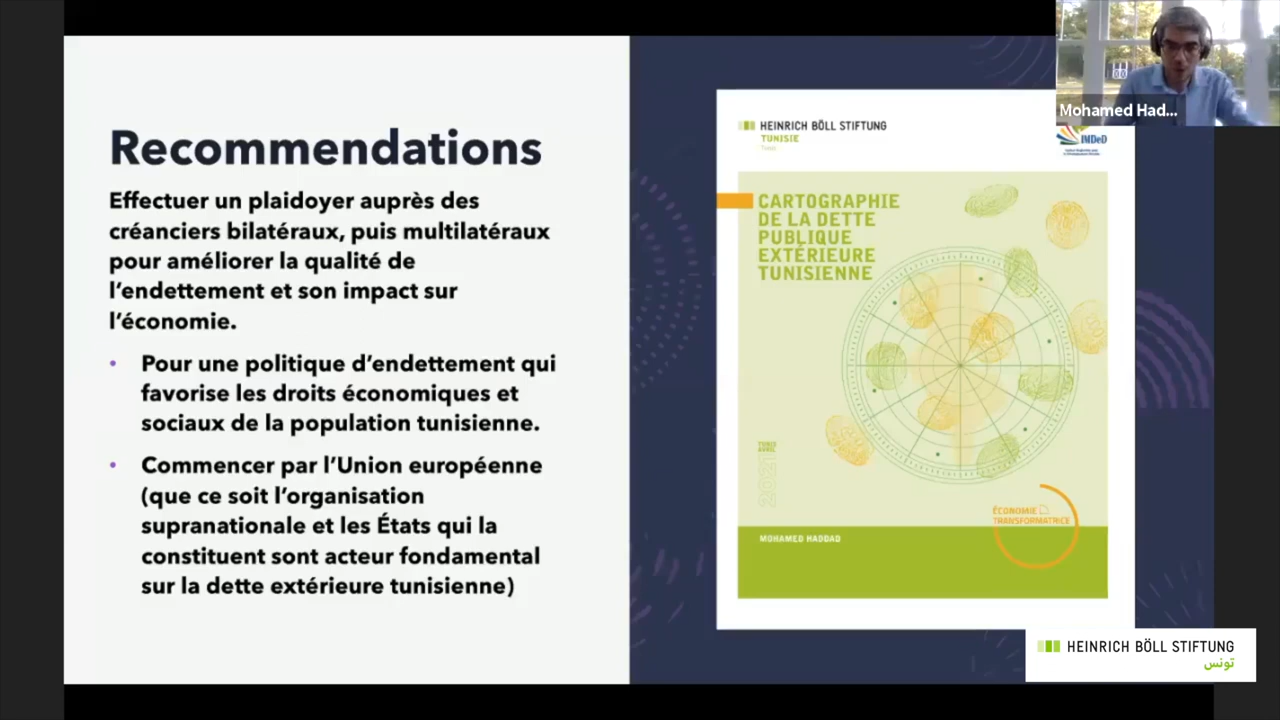 Recommendations
Effectuer un plaidoyer auprès des
créanciers bilatéraux, puis multilatéraux
pour améliorer la qualité de
l’endettement et son impact sur
l’économie.
• Pour une politique d’endettement qui
favorise les droits économiques et
sociaux de la population tunisienne.
• Commencer par l’Union européenne
(que ce soit l’organisation
supranationale et les États qui la
constituent sont acteur fondamental
sur la dette extérieure tunisienne)
HEINRICH BÖLL STIFTUNG
TUNISIE
Tunis
IMDeD
CARTOGRAPHIE
DE LA DETTE
PUBLIQUE
EXTÉRIEURE
TUNISIENNE
TUNIS
AVRIL
2021
ÉCONOMIE
TRANSFORMATRICE
MOHAMED HADDAD
Mohamed Had...
HEINRICH BÖLL STIFTUNG
تونس